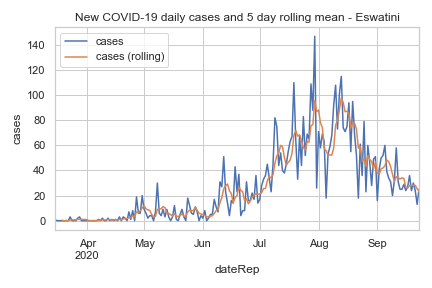 New COVID-19 daily cases and 5 day rolling mean - Eswatini
cases
cases (rolling)
cases
140
120
100
80
60
40
20
0
Apr
2020
May
Jun
Jul
Aug
Sep
dateRep